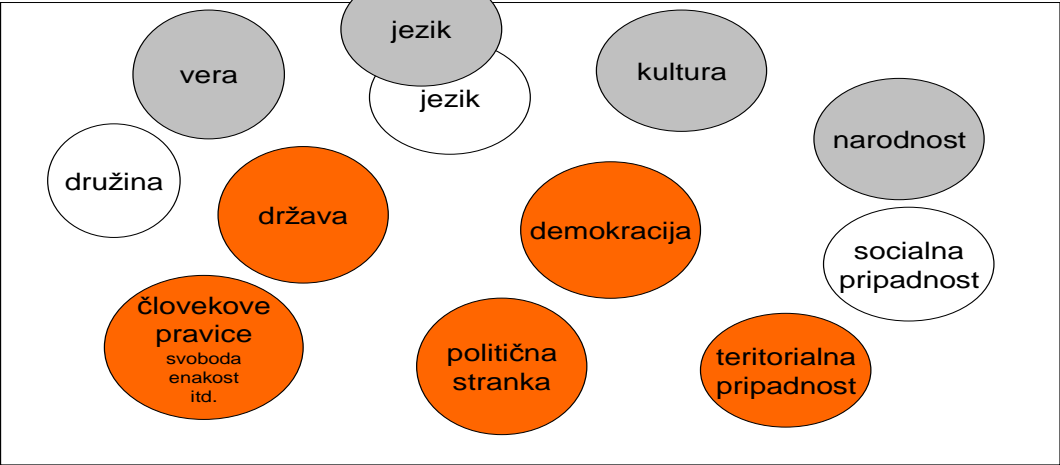 jezik
vera
kultura
jezik
narodnost
družina
država
demokracija
socialna
pripadnost
človekove
pravice
svoboda
enakost
itd.
politična
stranka
teritorialna
pripadnost